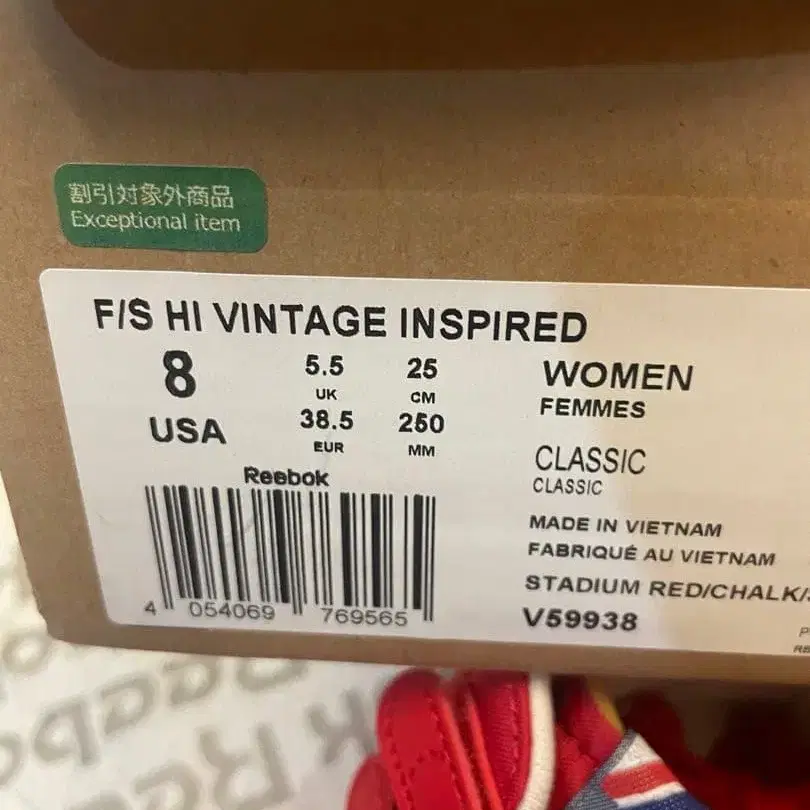 割引対象外商品
Exceptional item
F/S HI VINTAGE INSPIRED
8
USA
5.5
UK
38.5
EUR
25
CM
250
MM
WOMEN
FEMMES
CLASSIC
CLASSIC
MADE IN VIETNAM
FABRIQUÉ AU VIETNAM
STADIUM RED/CHALK/
V59938
Reebok
4 054069 769565
Reebok